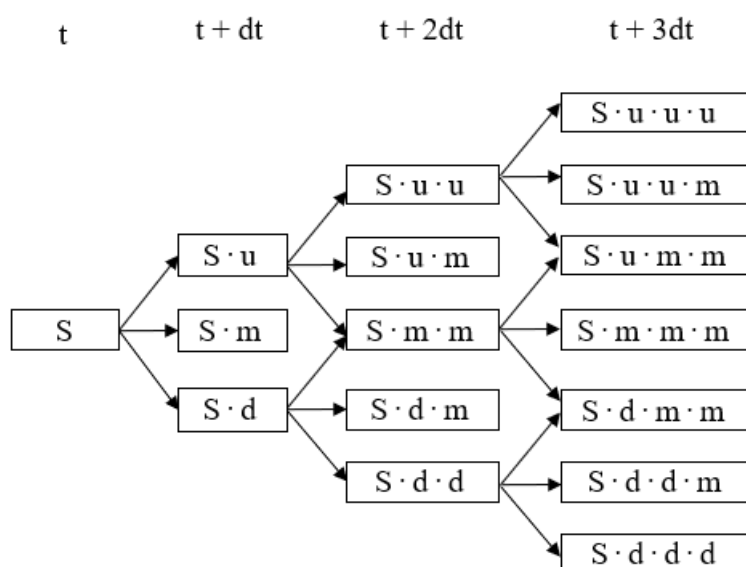 t t + dt t + 2dt t + 3dt
S · u · u · u
S · u · u S · u · u · m
S · u S · u · m S · u · m · m
S S · m S · m · m S · m · m · m
S · d S · d · m S · d · m · m
S · d · d S · d · d · m
S · d · d · d